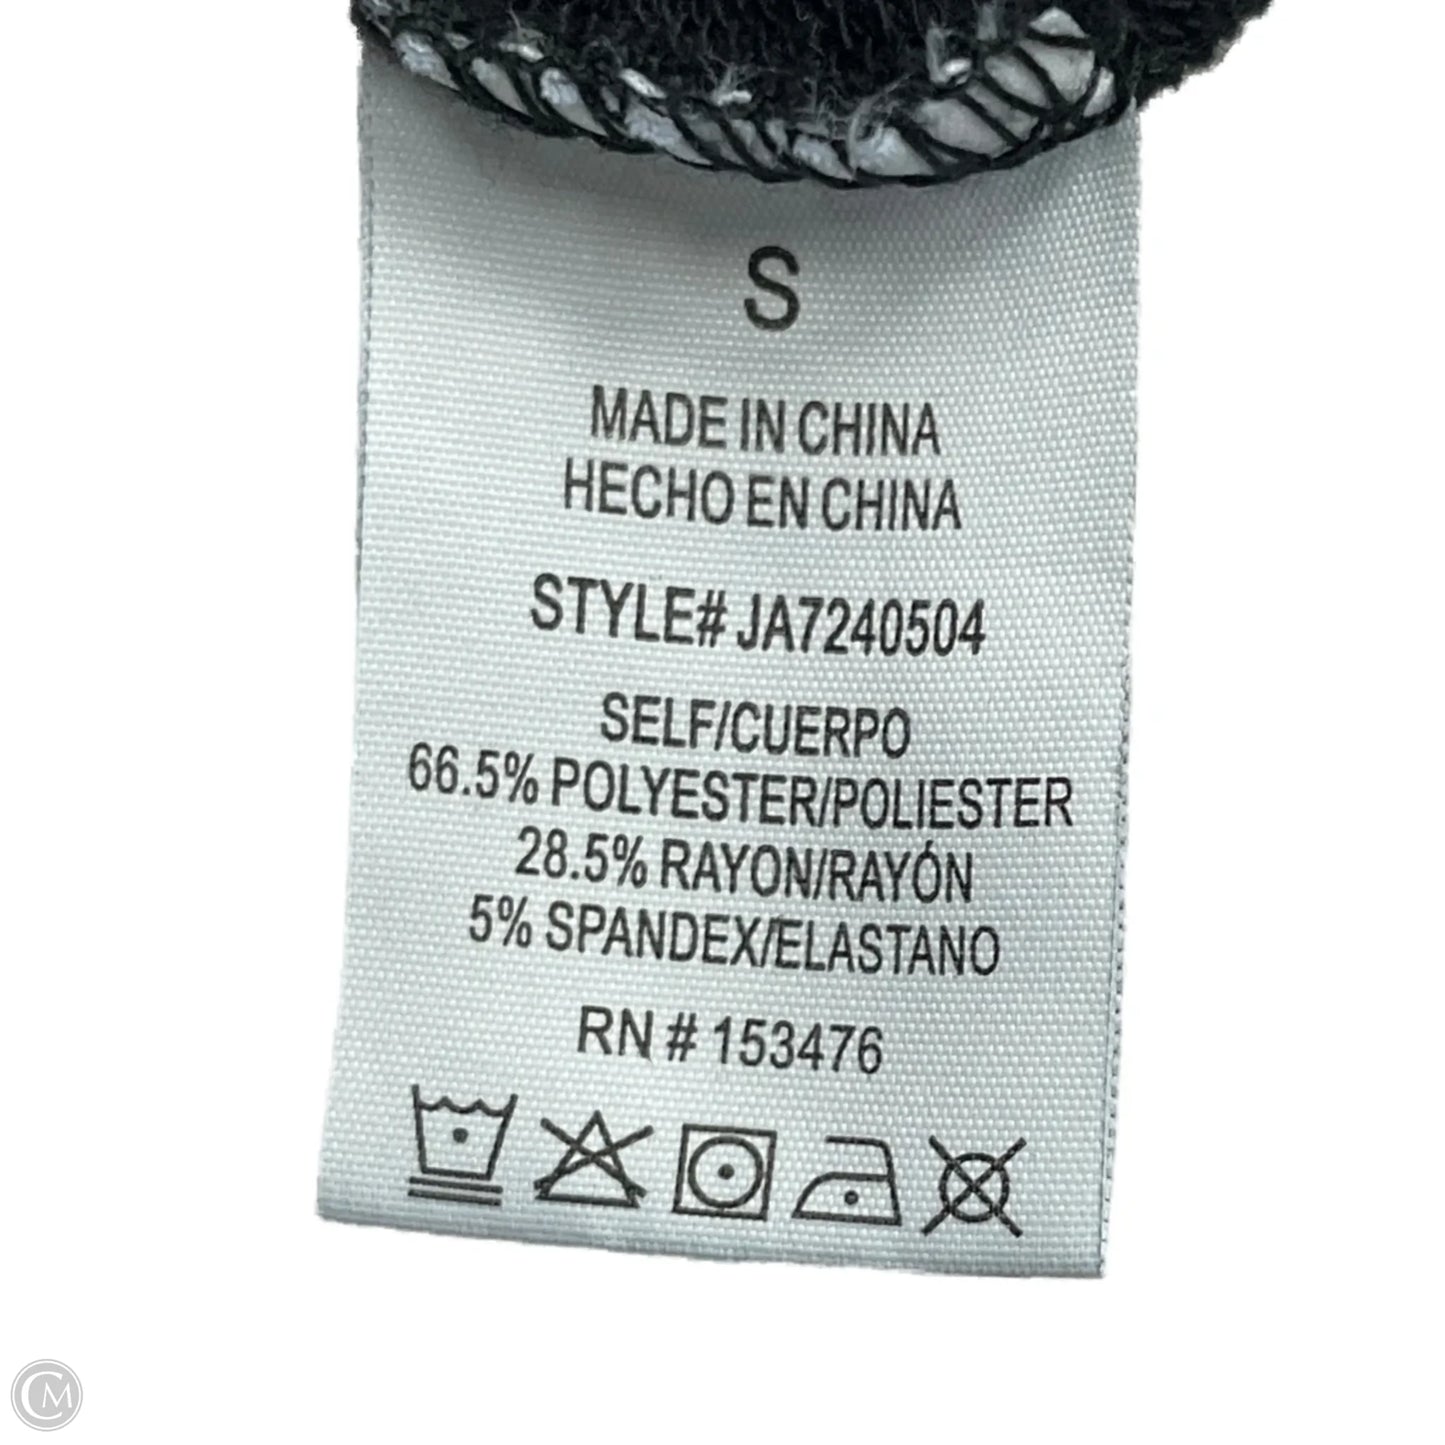 S
MADE IN CHINA
HECHO EN CHINA
STYLE# JA7240504
SELF/CUERPO
66.5% POLYESTER/POLIESTER
28.5% RAYON/RAYÓN
5% SPANDEX/ELASTANO
RN # 153476
CM